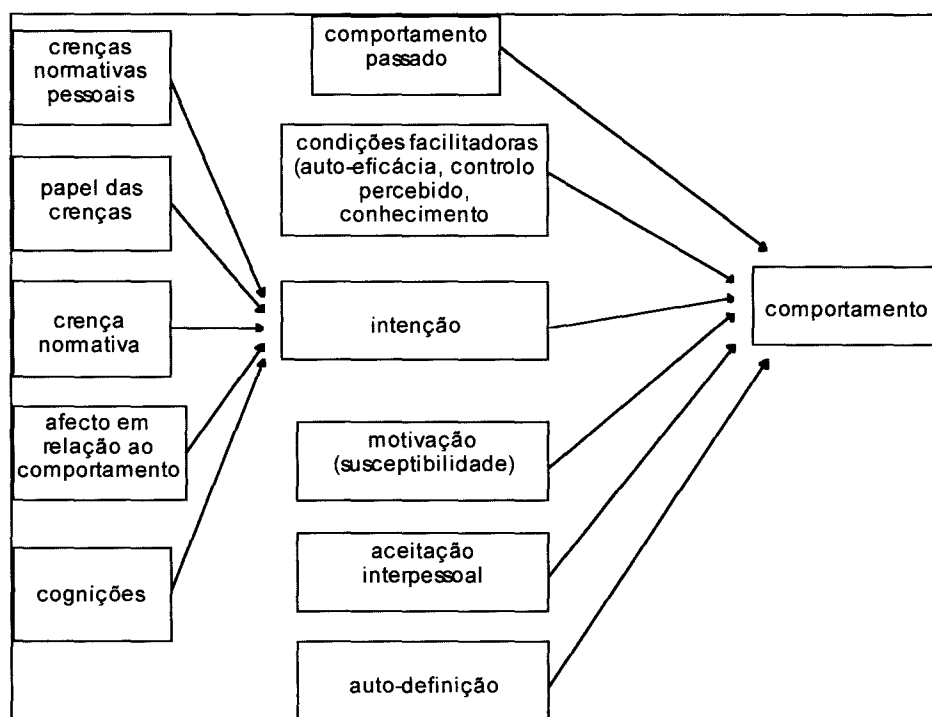 crenças
normativas
pessoais
papel das
crenças
crença
normativa
afecto em
relação ao
comportamento
cognições
comportamento
passado
condições facilitadoras
(auto-eficácia, controlo
percebido,
conhecimento
intenção
motivação
(susceptibilidade)
aceitação
interpessoal
auto-definição
comportamento